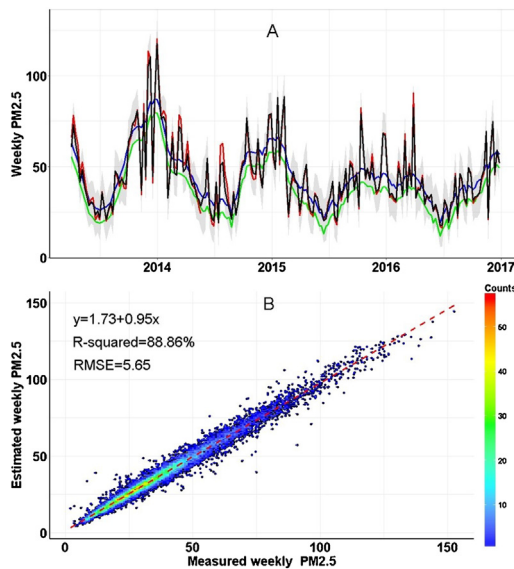 A
Weekly PM2.5
100
50
0
2014 2015 2016 2017
B
Counts
150
y=1.73+0.95x
R-squared=88.86%
RMSE=5.65
Estimated weekly PM2.5
100
50
0
50
40
30
20
10
0 50 100 150
Measured weekly PM2.5